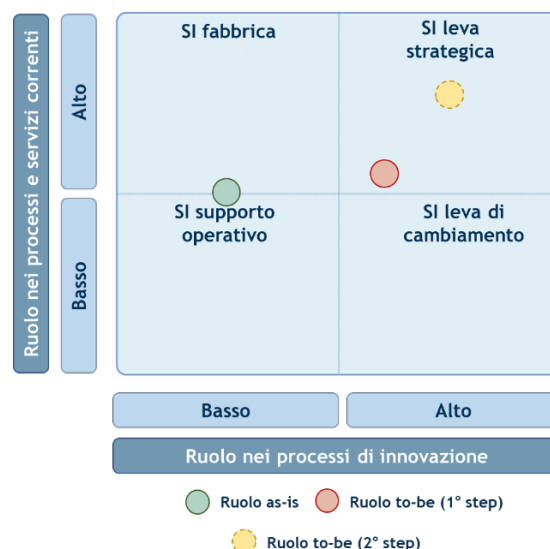 Ruolo nei processi e servizi correnti
Alto
Basso
SI fabbrica
SI leva
strategica
SI supporto
operativo
SI leva di
cambiamento
Basso
Alto
Ruolo nei processi di innovazione
Ruolo as-is
Ruolo to-be (1° step)
Ruolo to-be (2° step)